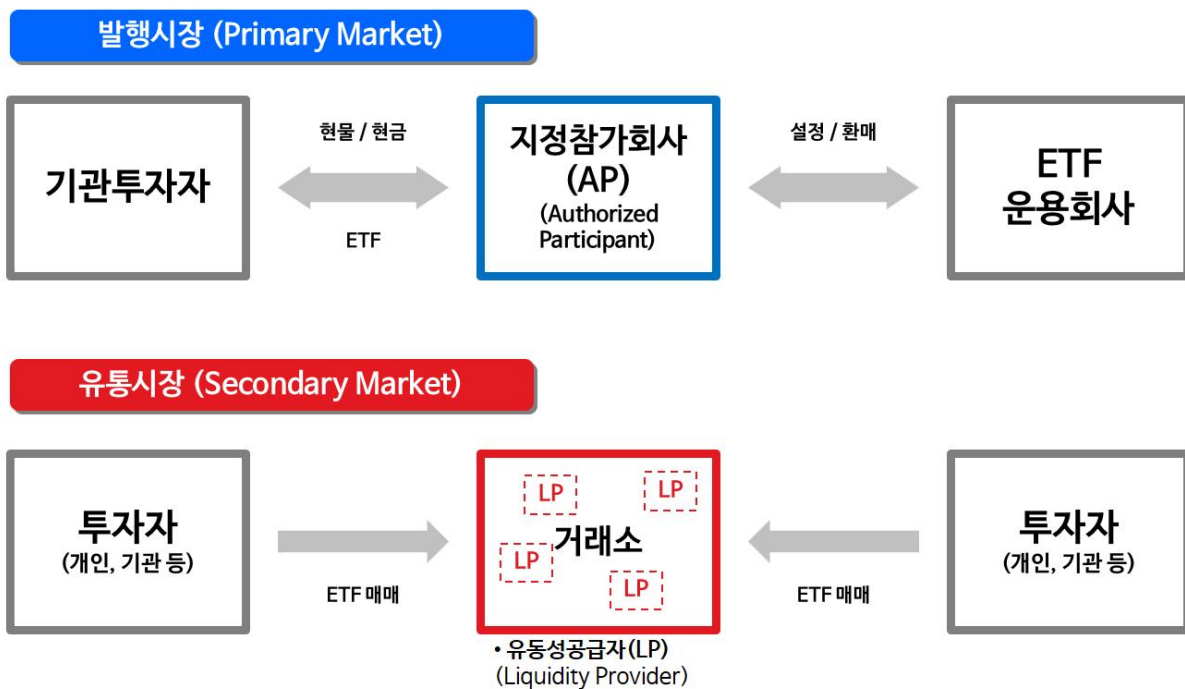 발행시장 (Primary Market)
기관투자자
현물 / 현금
ETF
지정참가회사
(AP)
(Authorized
Participant)
설정 / 환매
ETF
운용회사
유통시장 (Secondary Market)
투자자
(개인, 기관 등)
ETF 매매
LP
LP
거래소
LP
LP
• 유동성공급자(LP)
(Liquidity Provider)
ETF 매매
투자자
(개인, 기관 등)